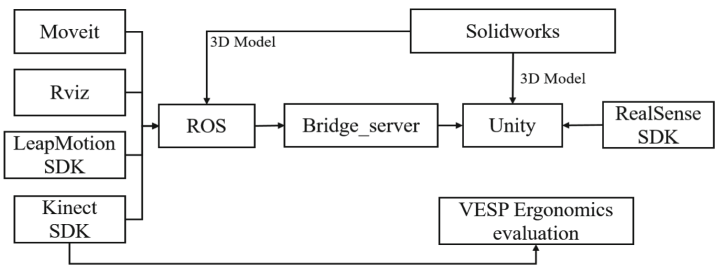 Moveit
Solidworks
3D Model
3D Model
Rviz
ROS
Bridge_server
Unity
RealSense
SDK
LeapMotion
SDK
Kinect
SDK
VESP Ergonomics
evaluation